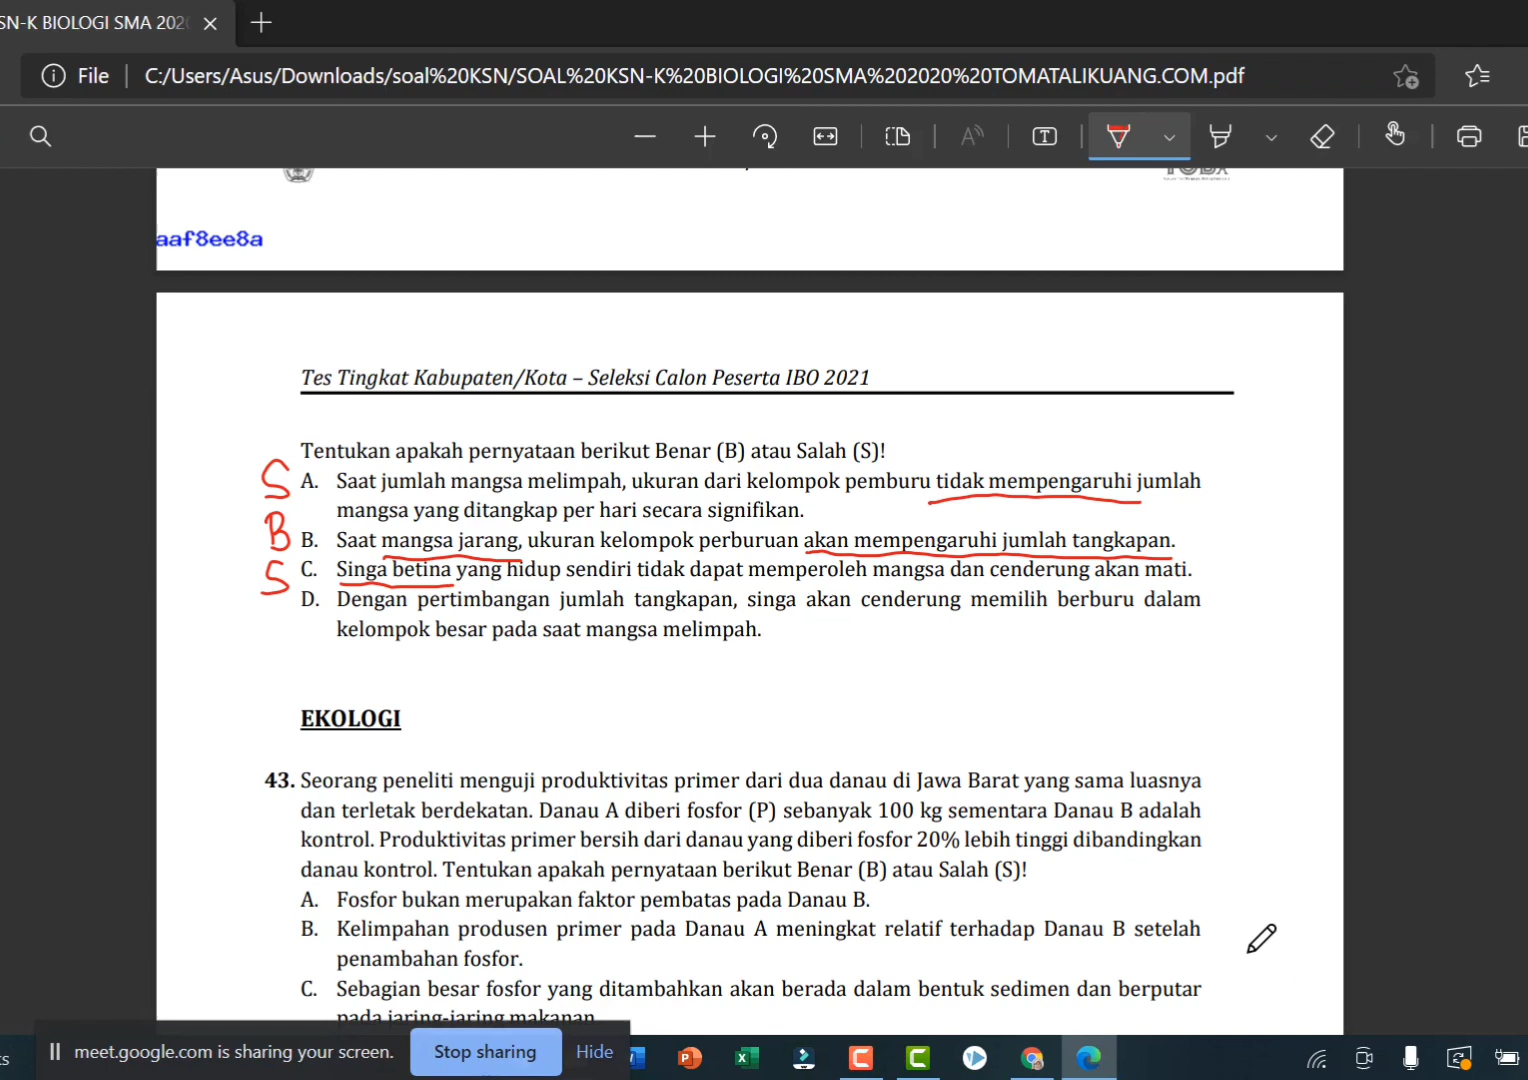 SN-K BIOLOGI SMA 202
File
C:/Users/Asus/Downloads/soal%20KSN/SOAL%20KSN-K%20BIOLOGI%20SMA%202020%20TOMATALIKUANG.COM.pdf
aaf8ee8a
Tes Tingkat Kabupaten/Kota – Seleksi Calon Peserta IBO 2021
Tentukan apakah pernyataan berikut Benar (B) atau Salah (S)!
S A. Saat jumlah mangsa melimpah, ukuran dari kelompok pemburu tidak mempengaruhi jumlah
mangsa yang ditangkap per hari secara signifikan.
B B. Saat mangsa jarang, ukuran kelompok perburuan akan mempengaruhi jumlah tangkapan.
S C. Singa betina yang hidup sendiri tidak dapat memperoleh mangsa dan cenderung akan mati.
D. Dengan pertimbangan jumlah tangkapan, singa akan cenderung memilih berburu dalam
kelompok besar pada saat mangsa melimpah.
EKOLOGI
43. Seorang peneliti menguji produktivitas primer dari dua danau di Jawa Barat yang sama luasnya
dan terletak berdekatan. Danau A diberi fosfor (P) sebanyak 100 kg sementara Danau B adalah
kontrol. Produktivitas primer bersih dari danau yang diberi fosfor 20% lebih tinggi dibandingkan
danau kontrol. Tentukan apakah pernyataan berikut Benar (B) atau Salah (S)!
A. Fosfor bukan merupakan faktor pembatas pada Danau B.
B. Kelimpahan produsen primer pada Danau A meningkat relatif terhadap Danau B setelah
penambahan fosfor.
C. Sebagian besar fosfor yang ditambahkan akan berada dalam bentuk sedimen dan berputar
pada jaring-jaring makanan.
meet.google.com is sharing your screen.
Stop sharing
Hide